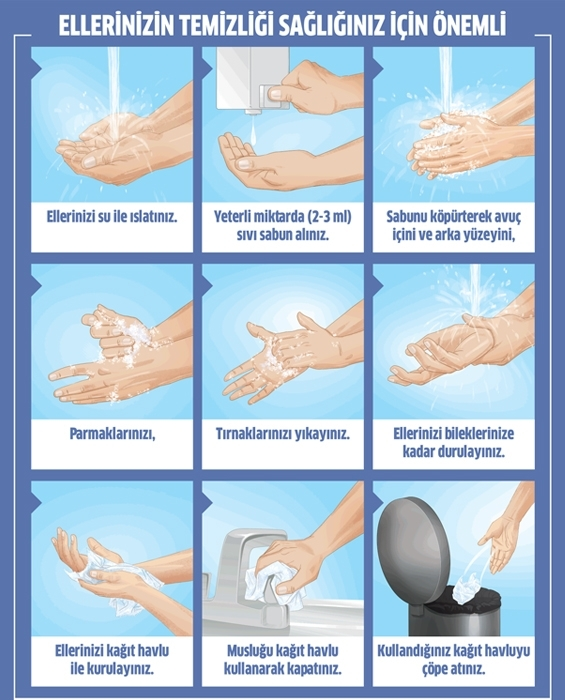 ELLERİNİZİN TEMİZLİĞİ SAĞLIĞINIZ İÇİN ÖNEMLİ
Ellerinizi su ile ıslatınız.
Yeterli miktarda (2-3 ml)
sıvı sabun alınız.
Sabunu köpürterek avuç
içini ve arka yüzeyini,
Parmaklarınızı,
Tırnaklarınızı yıkayınız.
Ellerinizi bileklerinize
kadar durulayınız.
Ellerinizi kağıt havlu
ile kurulayınız.
Musluğu kağıt havlu
kullanarak kapatınız.
Kullandığınız kağıt havluyu
çöpe atınız.